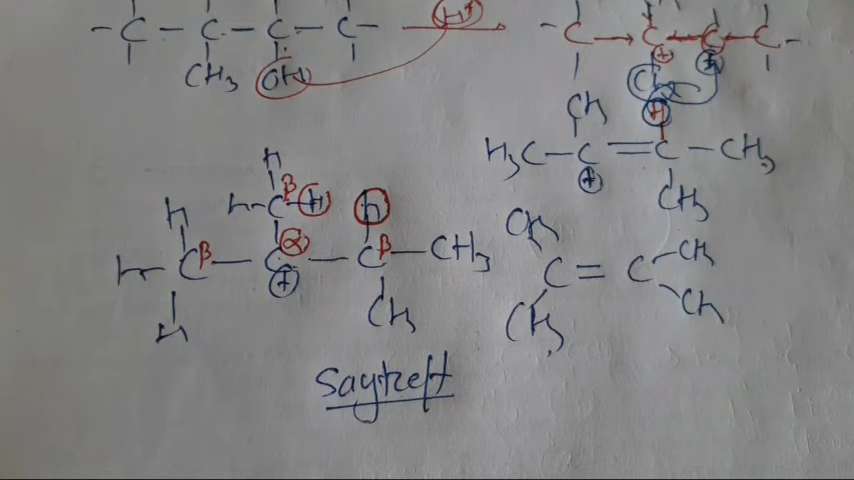 H+
- C - C - C - C -
CH3 OH
C → C ← C ← C -
+ +
CH3
H
H3C - C = C - CH3
+
CH3
H
H - C β - H h
H α
H - C β - C - C β - CH3
+
H CH3
CH3 CH3
C = C
CH3 CH3
Saytzeff